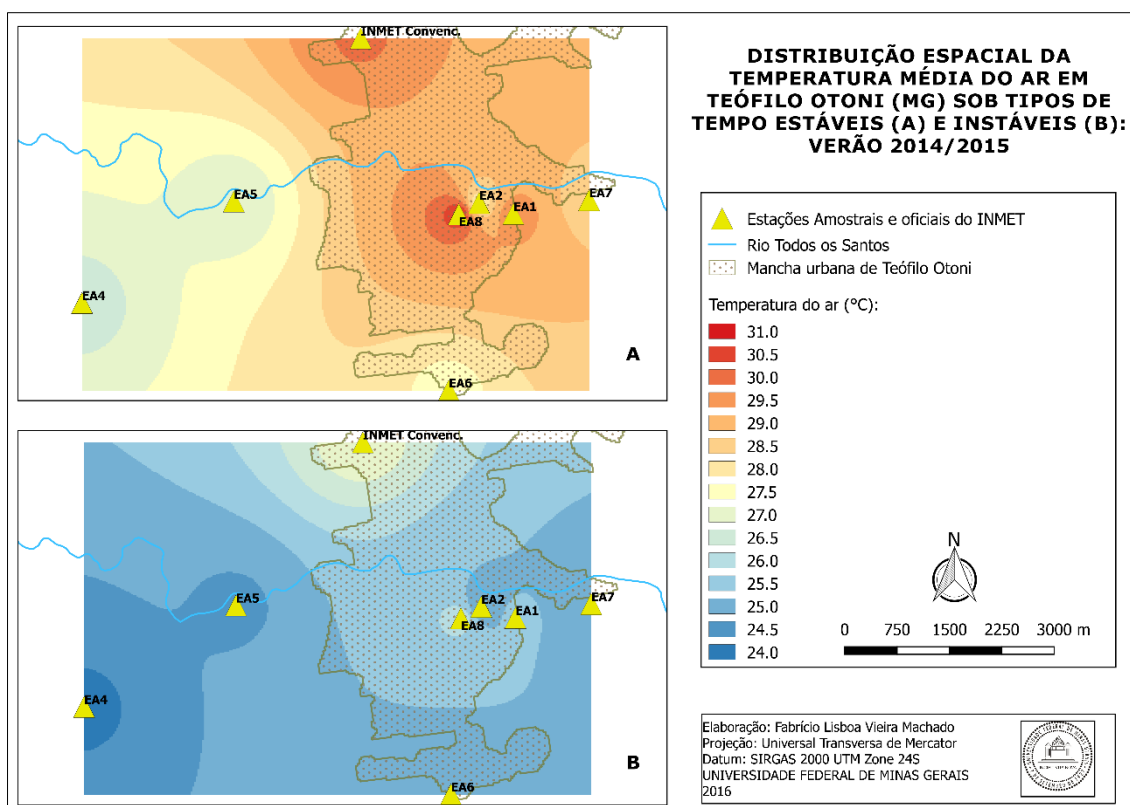 INMET Convenc.
EA5
EA2
EA7
EA8
EA1
EA4
EA6
A
INMET Convenc.
EA5
EA2
EA7
EA8
EA1
EA4
EA6
B
DISTRIBUIÇÃO ESPACIAL DA
TEMPERATURA MÉDIA DO AR EM
TEÓFILO OTONI (MG) SOB TIPOS DE
TEMPO ESTÁVEIS (A) E INSTÁVEIS (B):
VERÃO 2014/2015
Estações Amostrais e oficiais do INMET
Rio Todos os Santos
Mancha urbana de Teófilo Otoni
Temperatura do ar (°C):
31.0
30.5
30.0
29.5
29.0
28.5
28.0
27.5
27.0
26.5
26.0
25.5
25.0
24.5
24.0
N
0 750 1500 2250 3000 m
Elaboração: Fabrício Lisboa Vieira Machado
Projeção: Universal Transversa de Mercator
Datum: SIRGAS 2000 UTM Zone 24S
UNIVERSIDADE FEDERAL DE MINAS GERAIS
2016